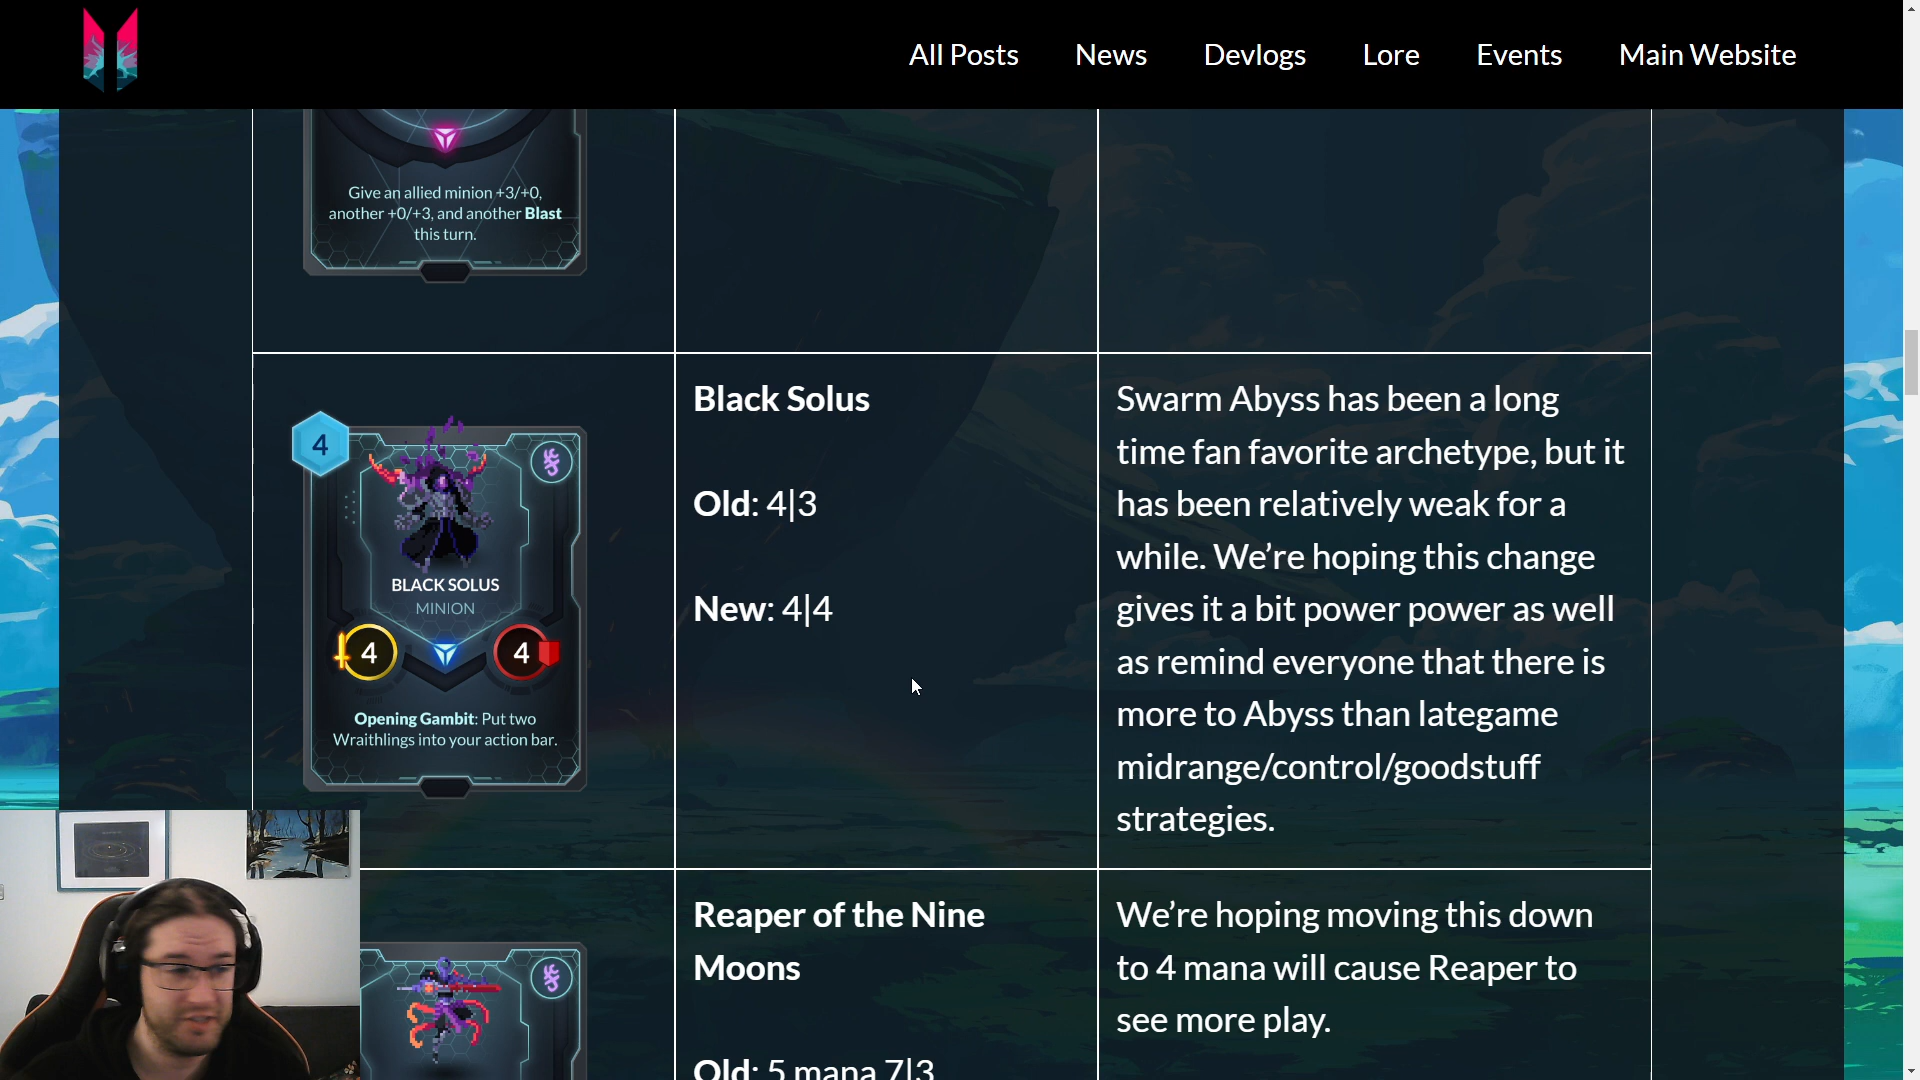 All Posts News Devlogs Lore Events Main Website
Give an allied minion +3/+0,
another +0/+3, and another Blast
this turn.
4
BLACK SOLUS
MINION
4 4
Opening Gambit: Put two
Wraithlings into your action bar.
Black Solus
Old: 4|3
New: 4|4
Swarm Abyss has been a long
time fan favorite archetype, but it
has been relatively weak for a
while. We’re hoping this change
gives it a bit power power as well
as remind everyone that there is
more to Abyss than lategame
midrange/control/goodstuff
strategies.
Reaper of the Nine
Moons
Old: 5 mana 7|3
We’re hoping moving this down
to 4 mana will cause Reaper to
see more play.